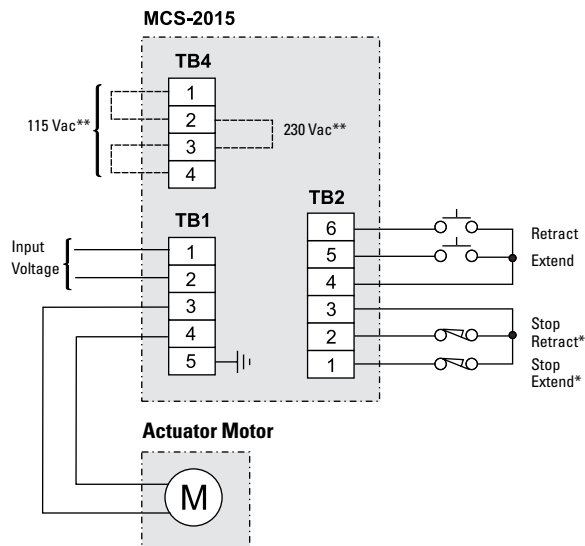 MCS-2015
TB4
1
2
3
4
115 Vac**
230 Vac**
TB1
1
2
3
4
5
Input
Voltage
TB2
6
5
4
3
2
1
Retract
Extend
Stop
Retract*
Stop
Extend*
Actuator Motor
M